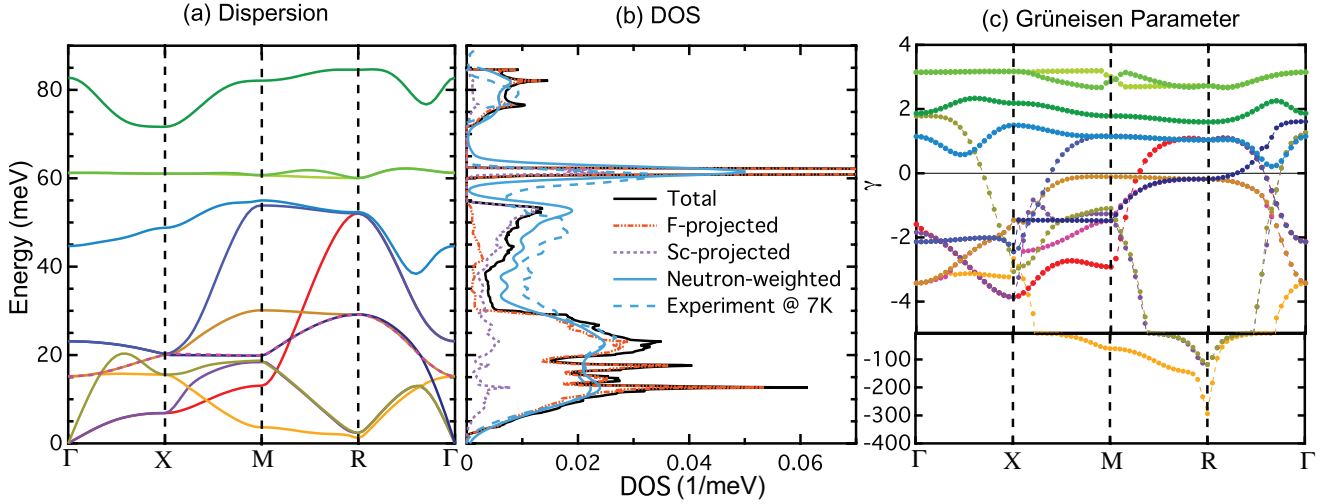 (a) Dispersion
(b) DOS
(c) Grüneisen Parameter
Energy (meV)
80
60
40
20
0
Γ X M R Γ
Total
F-projected
Sc-projected
Neutron-weighted
Experiment @ 7K
0 0.02 0.04 0.06
DOS (1/meV)
γ
4
2
0
-2
-4
-100
-200
-300
-400
Γ X M R Γ